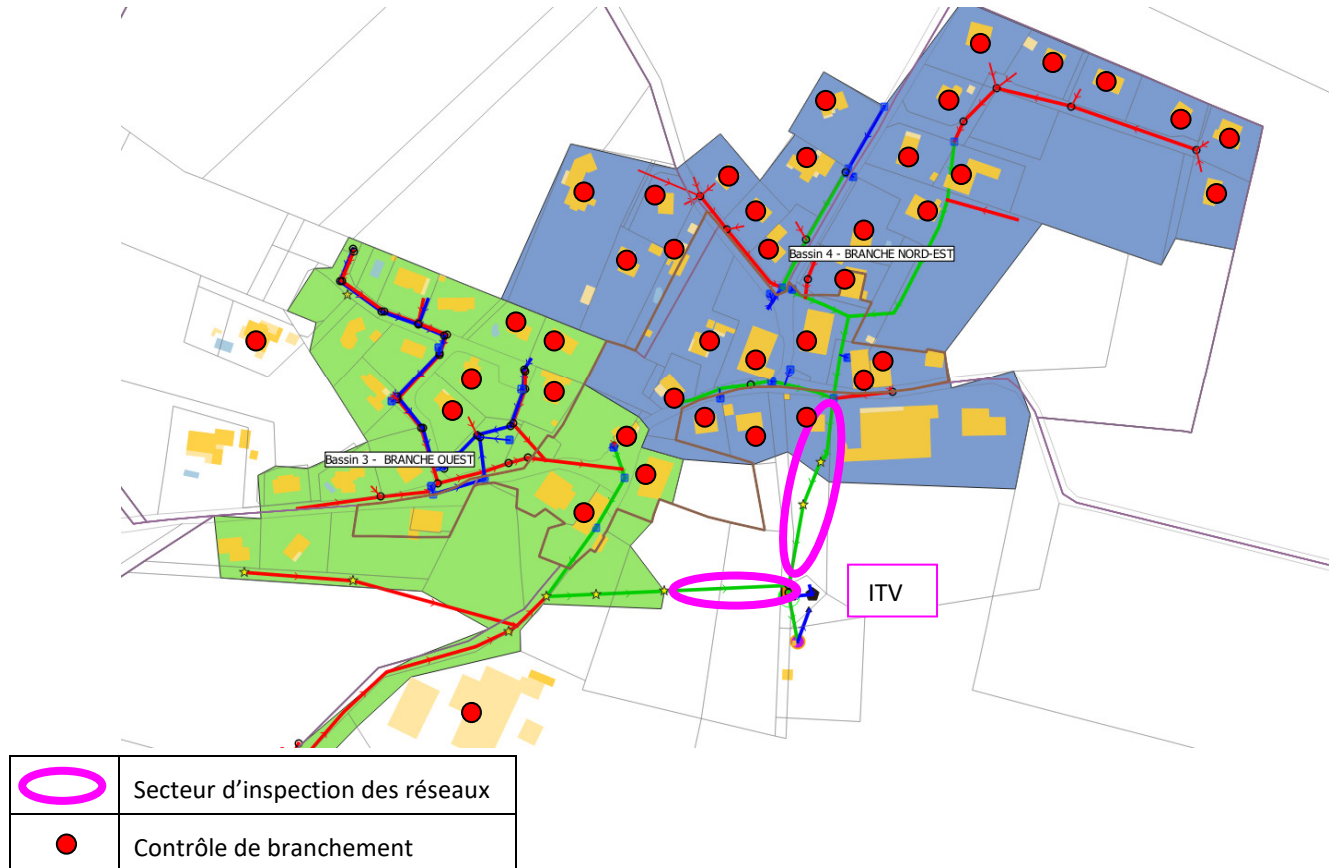 Bassin 4 - BRANCHE NORD-EST
Bassin 3 - BRANCHE OUEST
ITV
Secteur d'inspection des réseaux
Contrôle de branchement